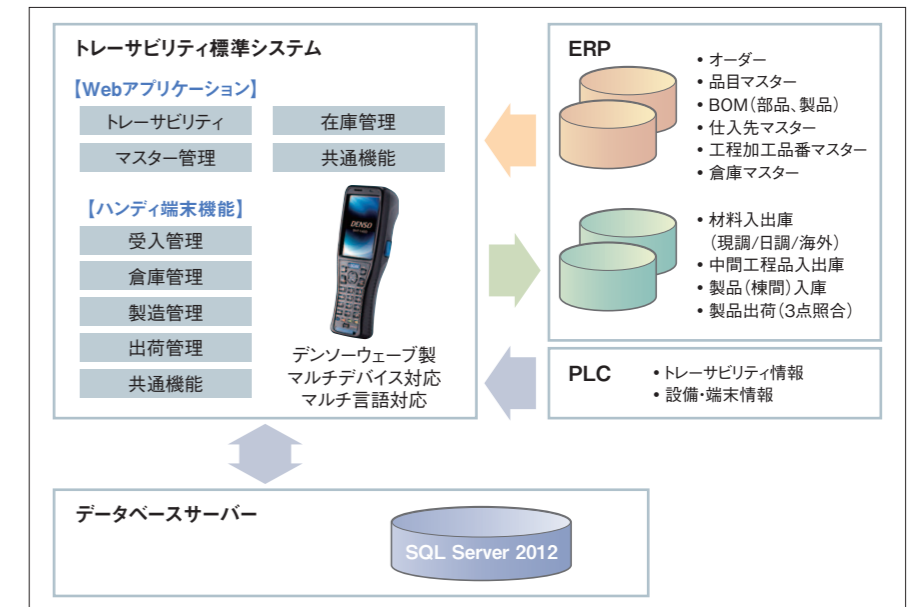 トレーサビリティ標準システム
【Webアプリケーション】
トレーサビリティ
在庫管理
マスター管理
共通機能
【ハンディ端末機能】
受入管理
倉庫管理
製造管理
出荷管理
共通機能
DENSO
デンソーウェーブ製
マルチデバイス対応
マルチ言語対応
ERP
• オーダー
• 品目マスター
• BOM（部品、製品）
• 仕入先マスター
• 工程加工品番マスター
• 倉庫マスター
• 材料入出庫
（現調/日調/海外）
• 中間工程品入出庫
• 製品（棟間）入庫
• 製品出荷（3点照合）
PLC
• トレーサビリティ情報
• 設備・端末情報
データベースサーバー
SQL Server 2012